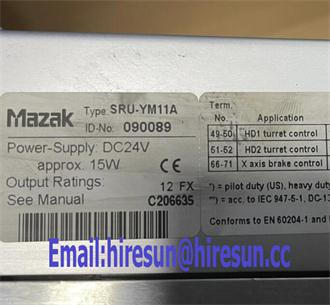 Mazak
Type SRU-YM11A
ID-No. 090089
Power-Supply: DC24V
approx. 15W
Output Ratings: 12 FX
See Manual C206635
Term. No. Application
49-50 HD1 turret control
51-52 HD2 turret control
66-71 X axis brake control
*) = pilot duty (US), heavy duty
**) = acc. to IEC 947-5-1, DC-13
Conforms to EN 60204-1 and
Email:hiresun@hiresun.cc